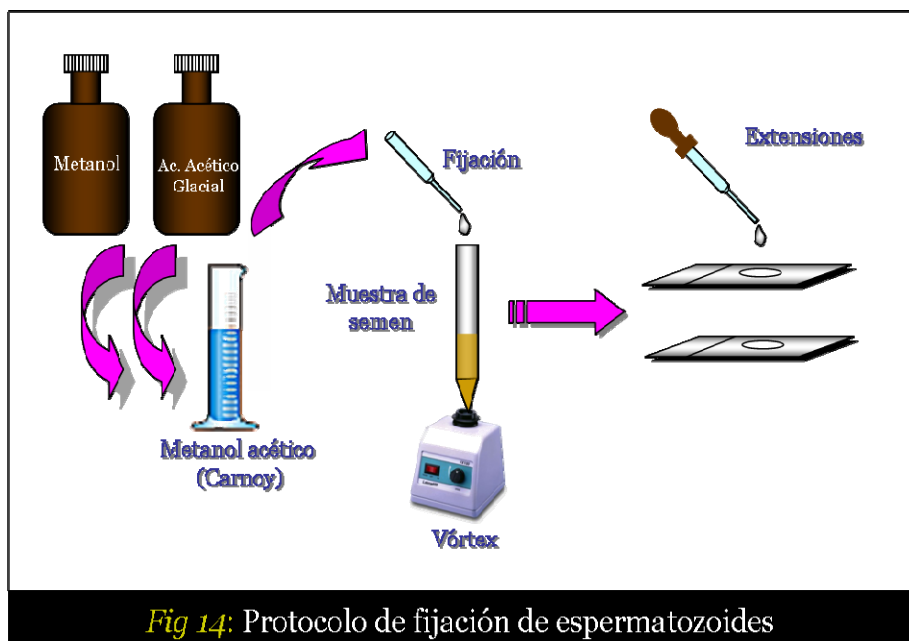 Metanol
Ac. Acético
Glacial
Fijación
Extensiones
Muestra de
semen
Metanol acético
(Carnoy)
Vórtex
Fig 14: Protocolo de fijación de espermatozoides